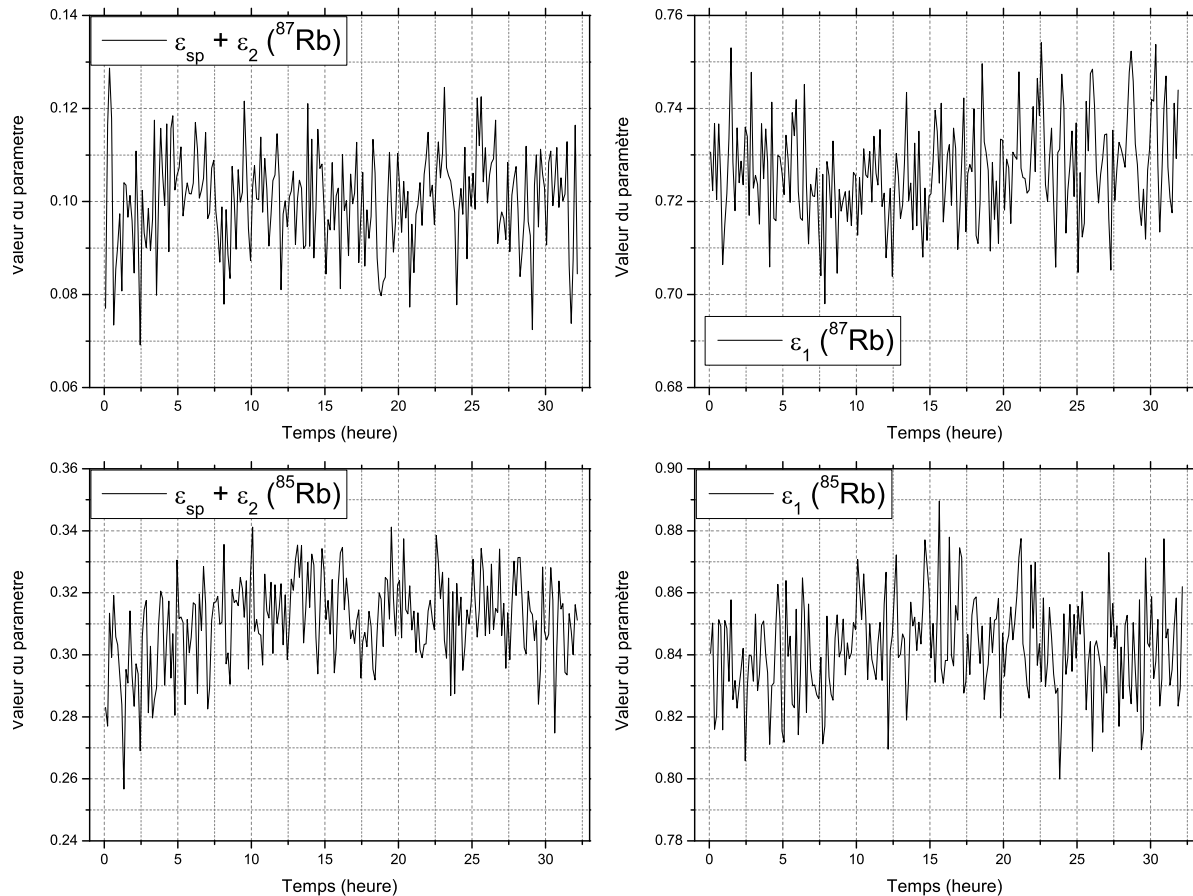 0.14
0.12
0.10
0.08
0.06
Valeur du parametre
ε_sp + ε_2 (^87Rb)
0 5 10 15 20 25 30
Temps (heure)
0.76
0.74
0.72
0.70
0.68
Valeur du paramètre
ε_1 (^87Rb)
0 5 10 15 20 25 30
Temps (heure)
0.36
0.34
0.32
0.30
0.28
0.26
0.24
Valeur du paramètre
ε_sp + ε_2 (^85Rb)
0 5 10 15 20 25 30
Temps (heure)
0.90
0.88
0.86
0.84
0.82
0.80
0.78
Valeur du paramètre
ε_1 (^85Rb)
0 5 10 15 20 25 30
Temps (heure)